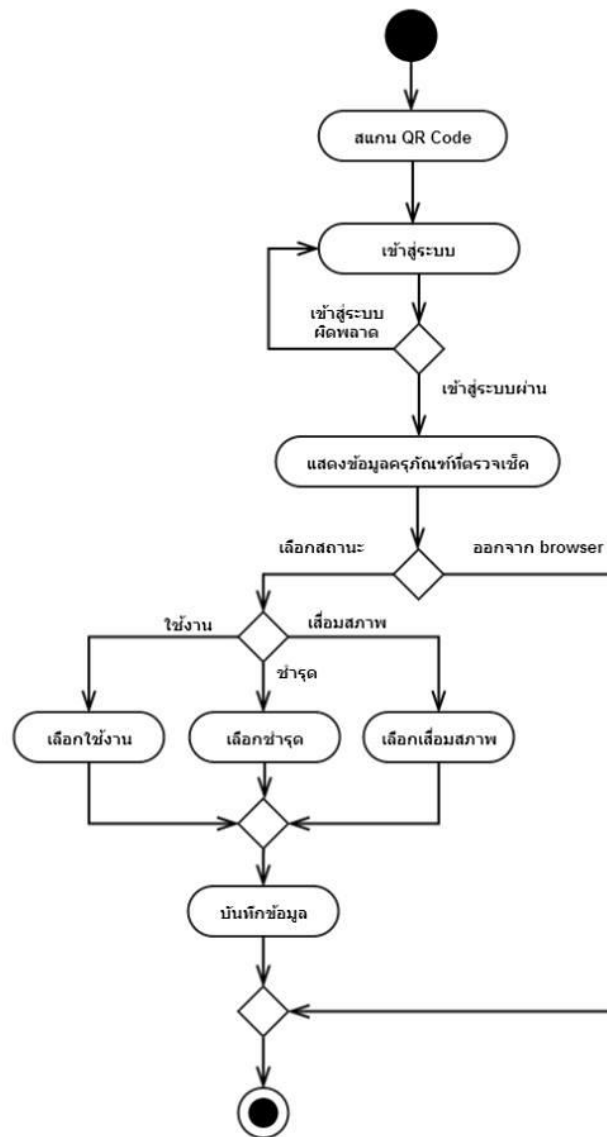 สแกน QR Code
เข้าสู่ระบบ
เข้าสู่ระบบ
ผิดพลาด
เข้าสู่ระบบผ่าน
แสดงข้อมูลครุภัณฑ์ที่ตรวจเช็ค
เลือกสถานะ
ออกจาก browser
ใช้งาน
เสื่อมสภาพ
ชำรุด
เลือกใช้งาน
เลือกชำรุด
เลือกเสื่อมสภาพ
บันทึกข้อมูล